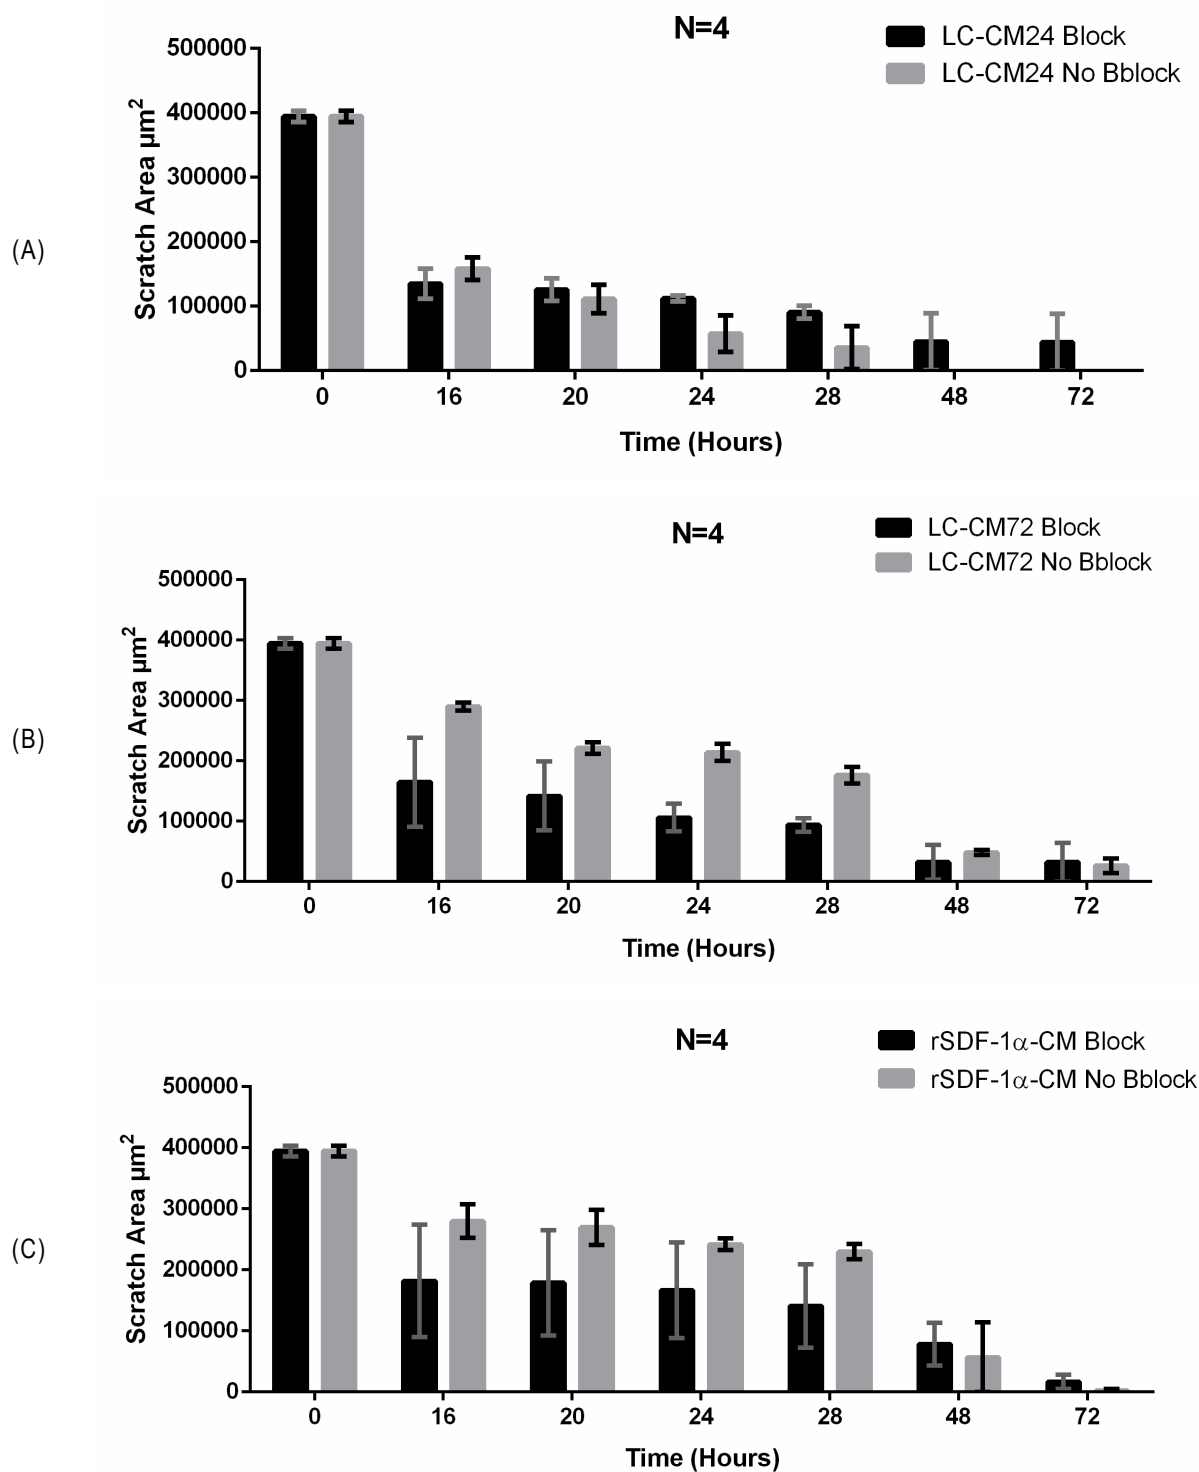 N=4
LC-CM24 Block
LC-CM24 No Bblock
500000
400000
300000
200000
100000
0
Scratch Area µm²
(A)
0 16 20 24 28 48 72
Time (Hours)
N=4
LC-CM72 Block
LC-CM72 No Bblock
500000
400000
300000
200000
100000
0
Scratch Area µm²
(B)
0 16 20 24 28 48 72
Time (Hours)
N=4
rSDF-1α-CM Block
rSDF-1α-CM No Bblock
500000
400000
300000
200000
100000
0
Scratch Area µm²
(C)
0 16 20 24 28 48 72
Time (Hours)